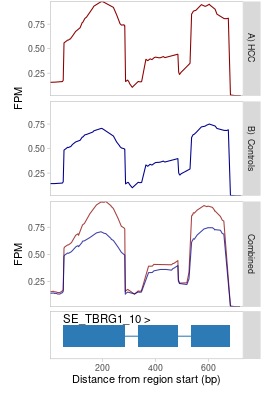 0.75
0.50
0.25
A) HCC
FPM
0.75
0.50
0.25
B) Controls
0.75
0.50
0.25
FPM
Combined
SE_TBRG1_10 >
200
400
600
Distance from region start (bp)